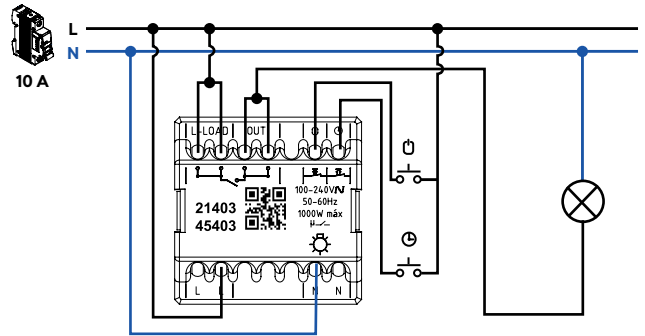 L
N
10 A
L-LOAD OUT
100-240V
50-60Hz
1000W máx
21403
45403
L L N N